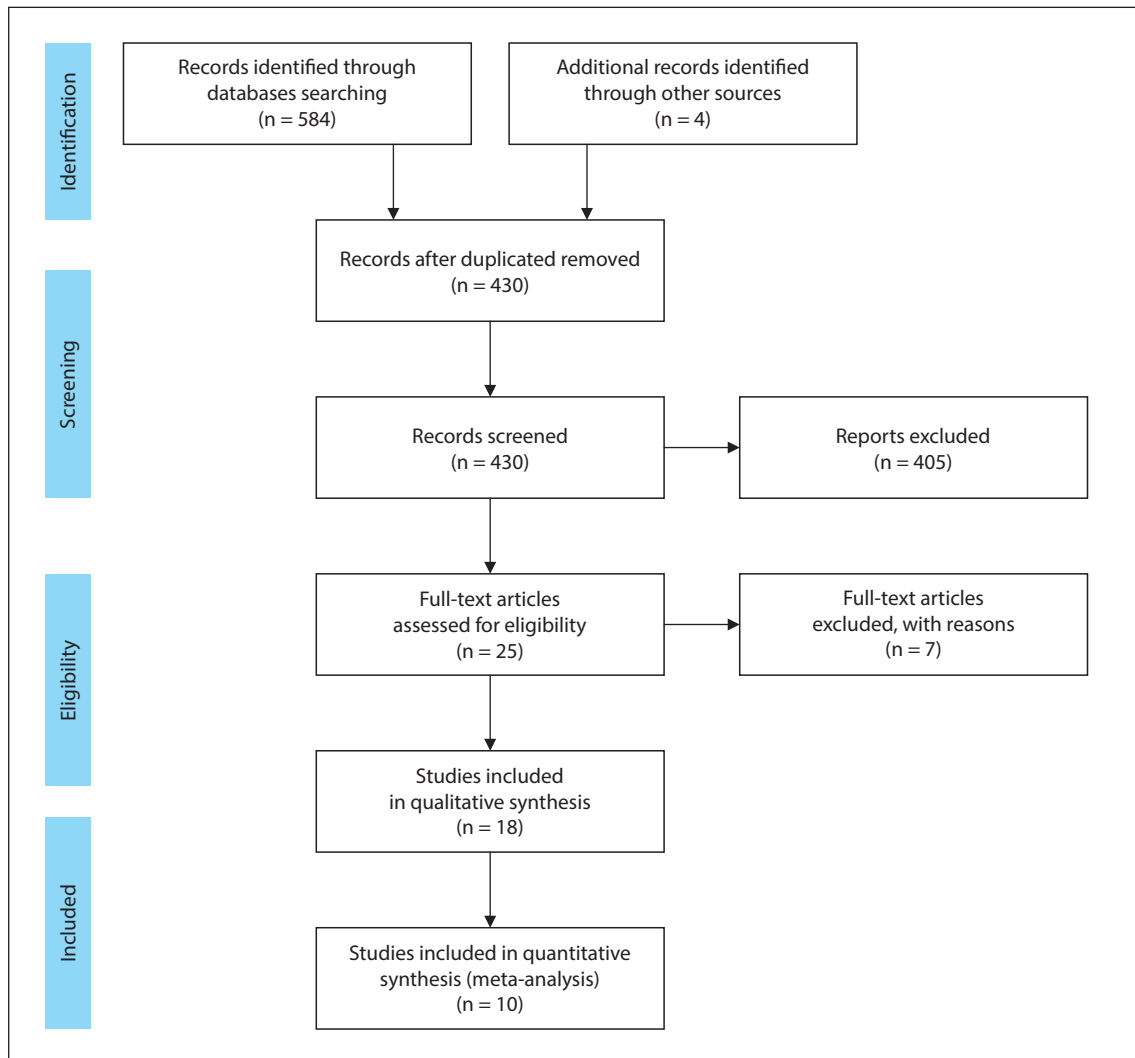 Identification
Records identified through
databases searching
(n = 584)
Additional records identified
through other sources
(n = 4)
Records after duplicated removed
(n = 430)
Screening
Records screened
(n = 430)
Reports excluded
(n = 405)
Eligibility
Full-text articles
assessed for eligibility
(n = 25)
Full-text articles
excluded, with reasons
(n = 7)
Studies included
in qualitative synthesis
(n = 18)
Included
Studies included in quantitative
synthesis (meta-analysis)
(n = 10)